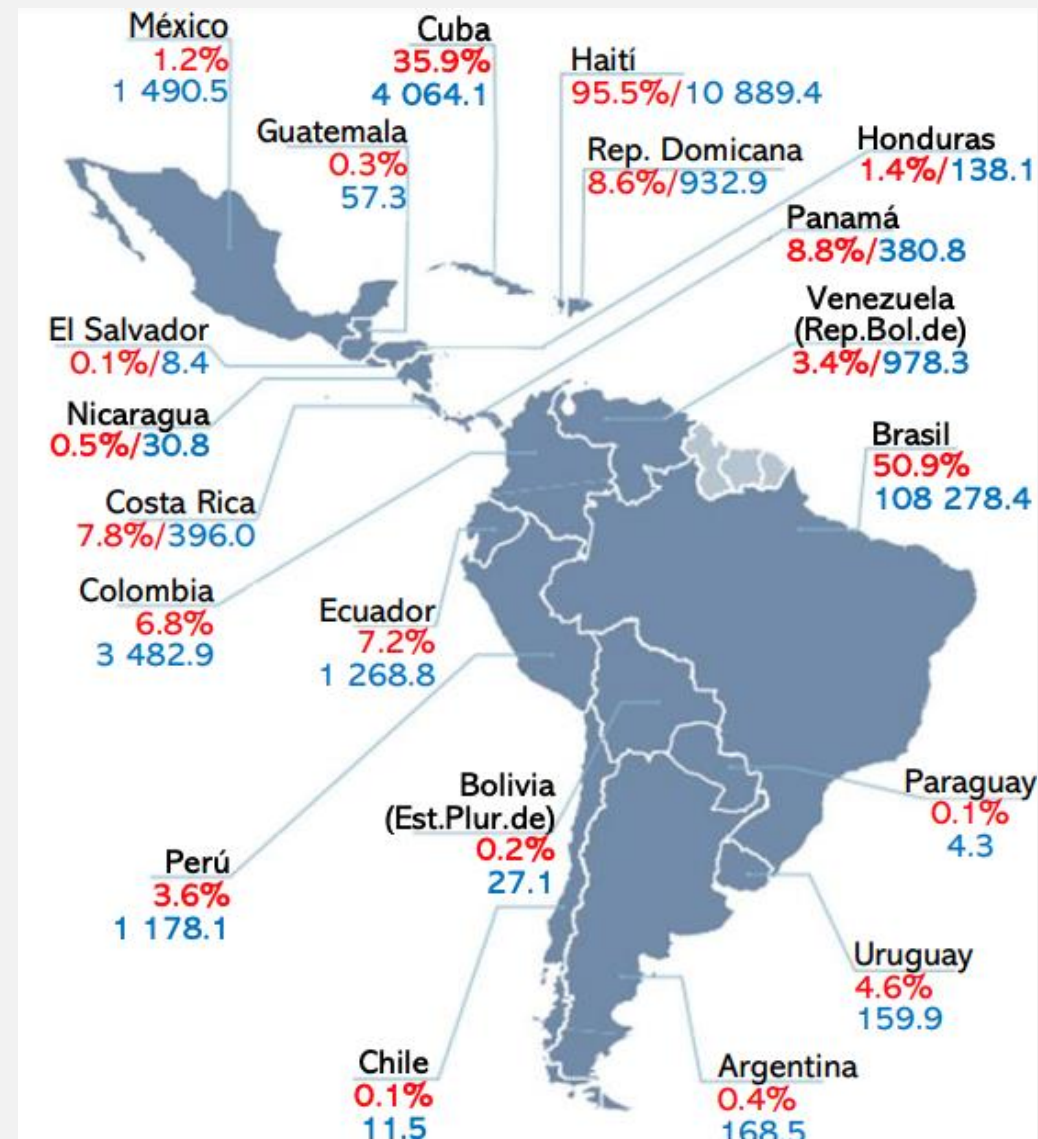 México
1.2%
1 490.5
Cuba
35.9%
4 064.1
Haití
95.5%/10 889.4
Guatemala
0.3%
57.3
Rep. Domicana
8.6%/932.9
Honduras
1.4%/138.1
Panamá
8.8%/380.8
Venezuela
(Rep.Bol.de)
3.4%/978.3
El Salvador
0.1%/8.4
Nicaragua
0.5%/30.8
Brasil
50.9%
108 278.4
Costa Rica
7.8%/396.0
Colombia
6.8%
3 482.9
Ecuador
7.2%
1 268.8
Bolivia
(Est.Plur.de)
0.2%
27.1
Paraguay
0.1%
4.3
Perú
3.6%
1 178.1
Uruguay
4.6%
159.9
Chile
0.1%
11.5
Argentina
0.4%
168.5